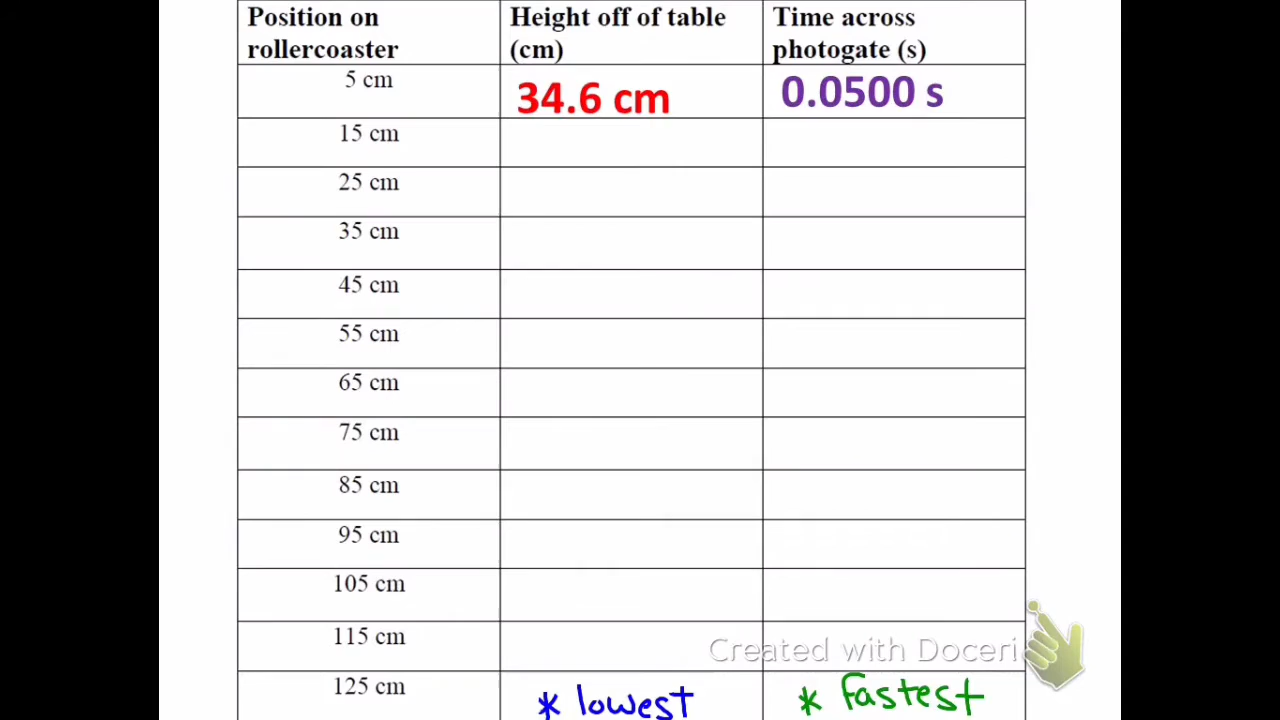 Position on rollercoaster
Height off of table (cm)
Time across photogate (s)
5 cm
34.6 cm
0.0500 s
15 cm
25 cm
35 cm
45 cm
55 cm
65 cm
75 cm
85 cm
95 cm
105 cm
115 cm
Created with Doceri
125 cm
* lowest
* fastest